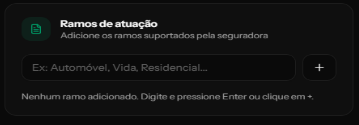 Ramos de atuação
Adicione os ramos suportados pela seguradora
Ex: Automóvel, Vida, Residencial...
+
Nenhum ramo adicionado. Digite e pressione Enter ou clique em +.